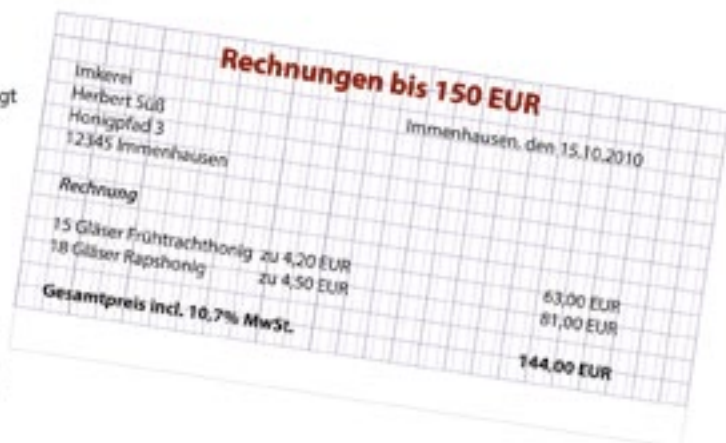 gt
Rechnungen bis 150 EUR
Imkerei
Herbert Süß
Honigpfad 3
12345 Immenhausen
Immenhausen, den 15.10.2010
Rechnung
15 Gläser Frühtrachthonig zu 4,20 EUR 63,00 EUR
18 Gläser Rapshonig zu 4,50 EUR 81,00 EUR
Gesamtpreis incl. 10,7% MwSt. 144,00 EUR